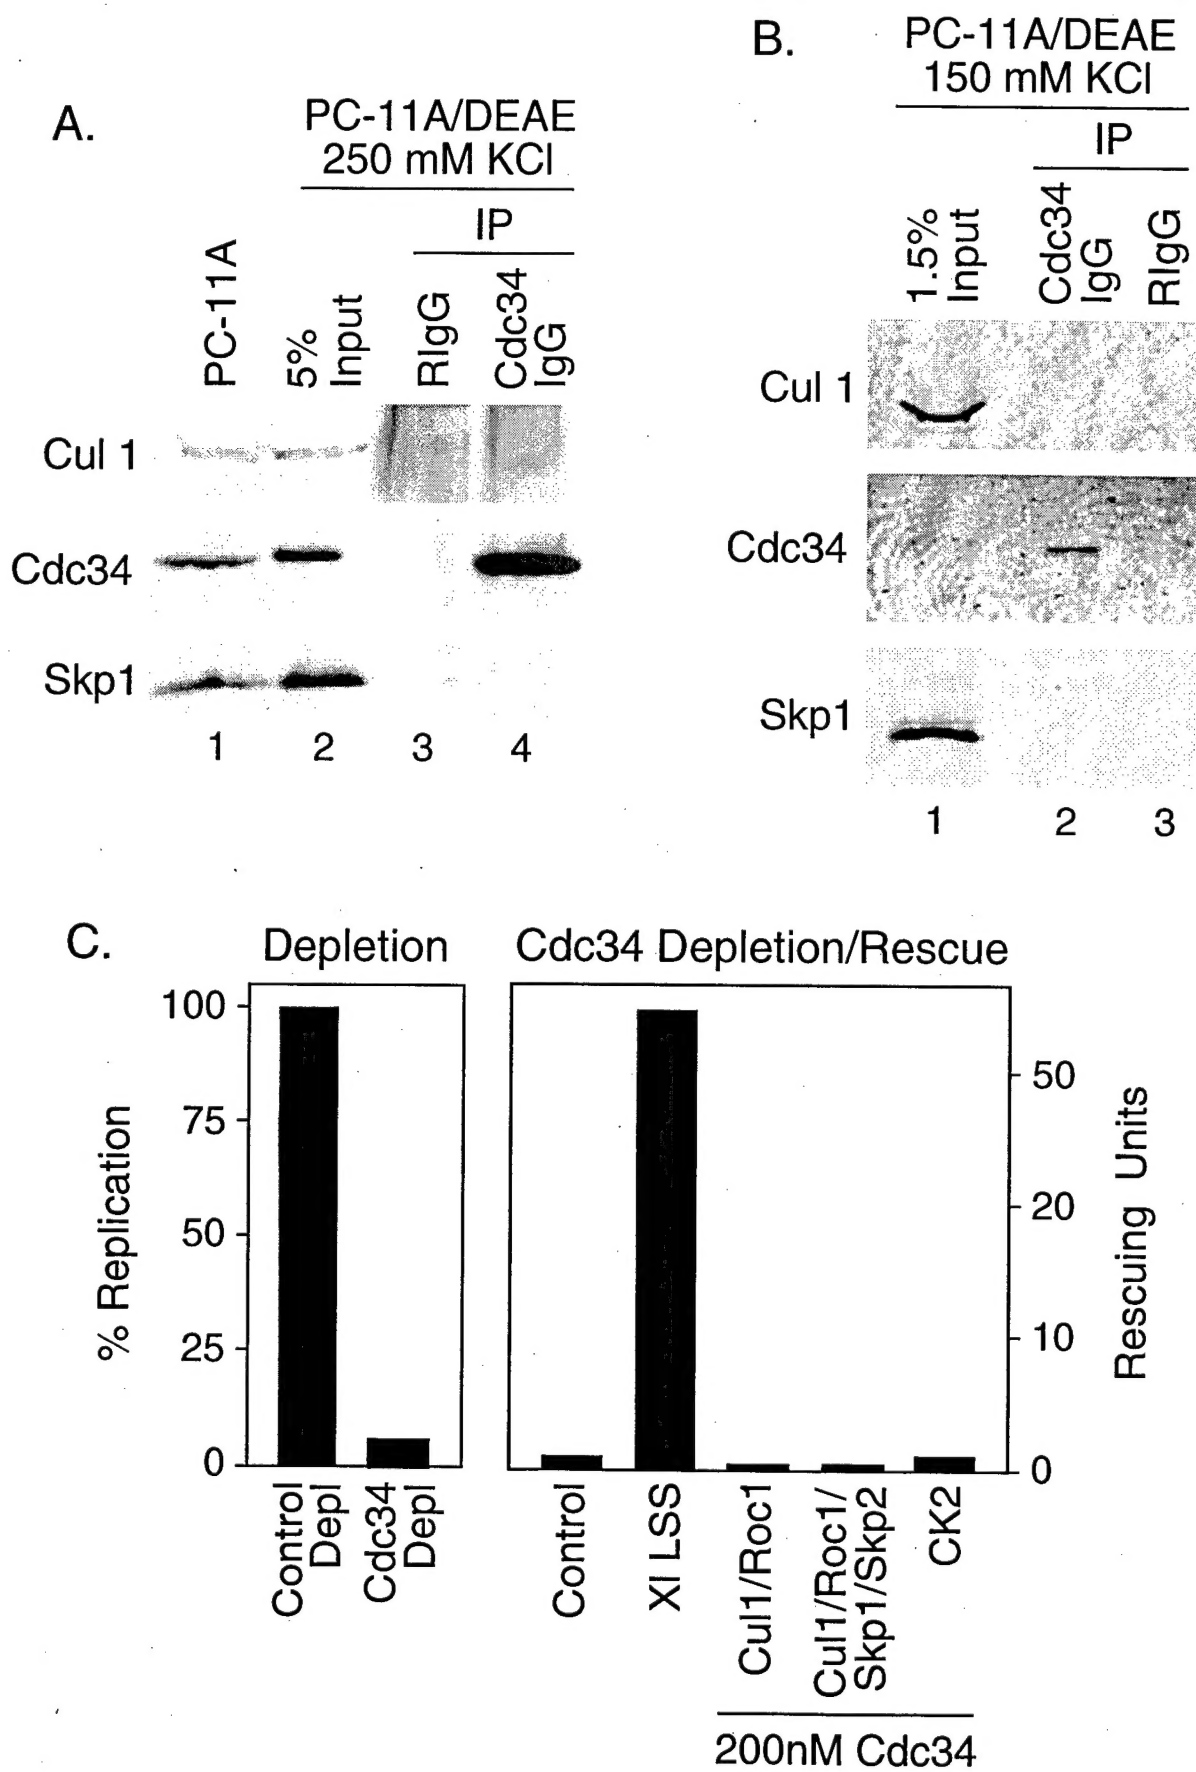 A.
PC-11A/DEAE
250 mM KCl
IP
PC-11A
5%
Input
RIgG
Cdc34
IgG
Cul 1
Cdc34
Skp1
1 2 3 4
B.
PC-11A/DEAE
150 mM KCl
IP
1.5%
Input
Cdc34
IgG
RIgG
Cul 1
Cdc34
Skp1
1 2 3
C.
Depletion
% Replication
100
75
50
25
0
Control
Depl
Cdc34
Depl
Cdc34 Depletion/Rescue
50
20
10
0
Rescuing Units
Control
Xl LSS
Cul1/Roc1
Cul1/Roc1/
Skp1/Skp2
CK2
200nM Cdc34